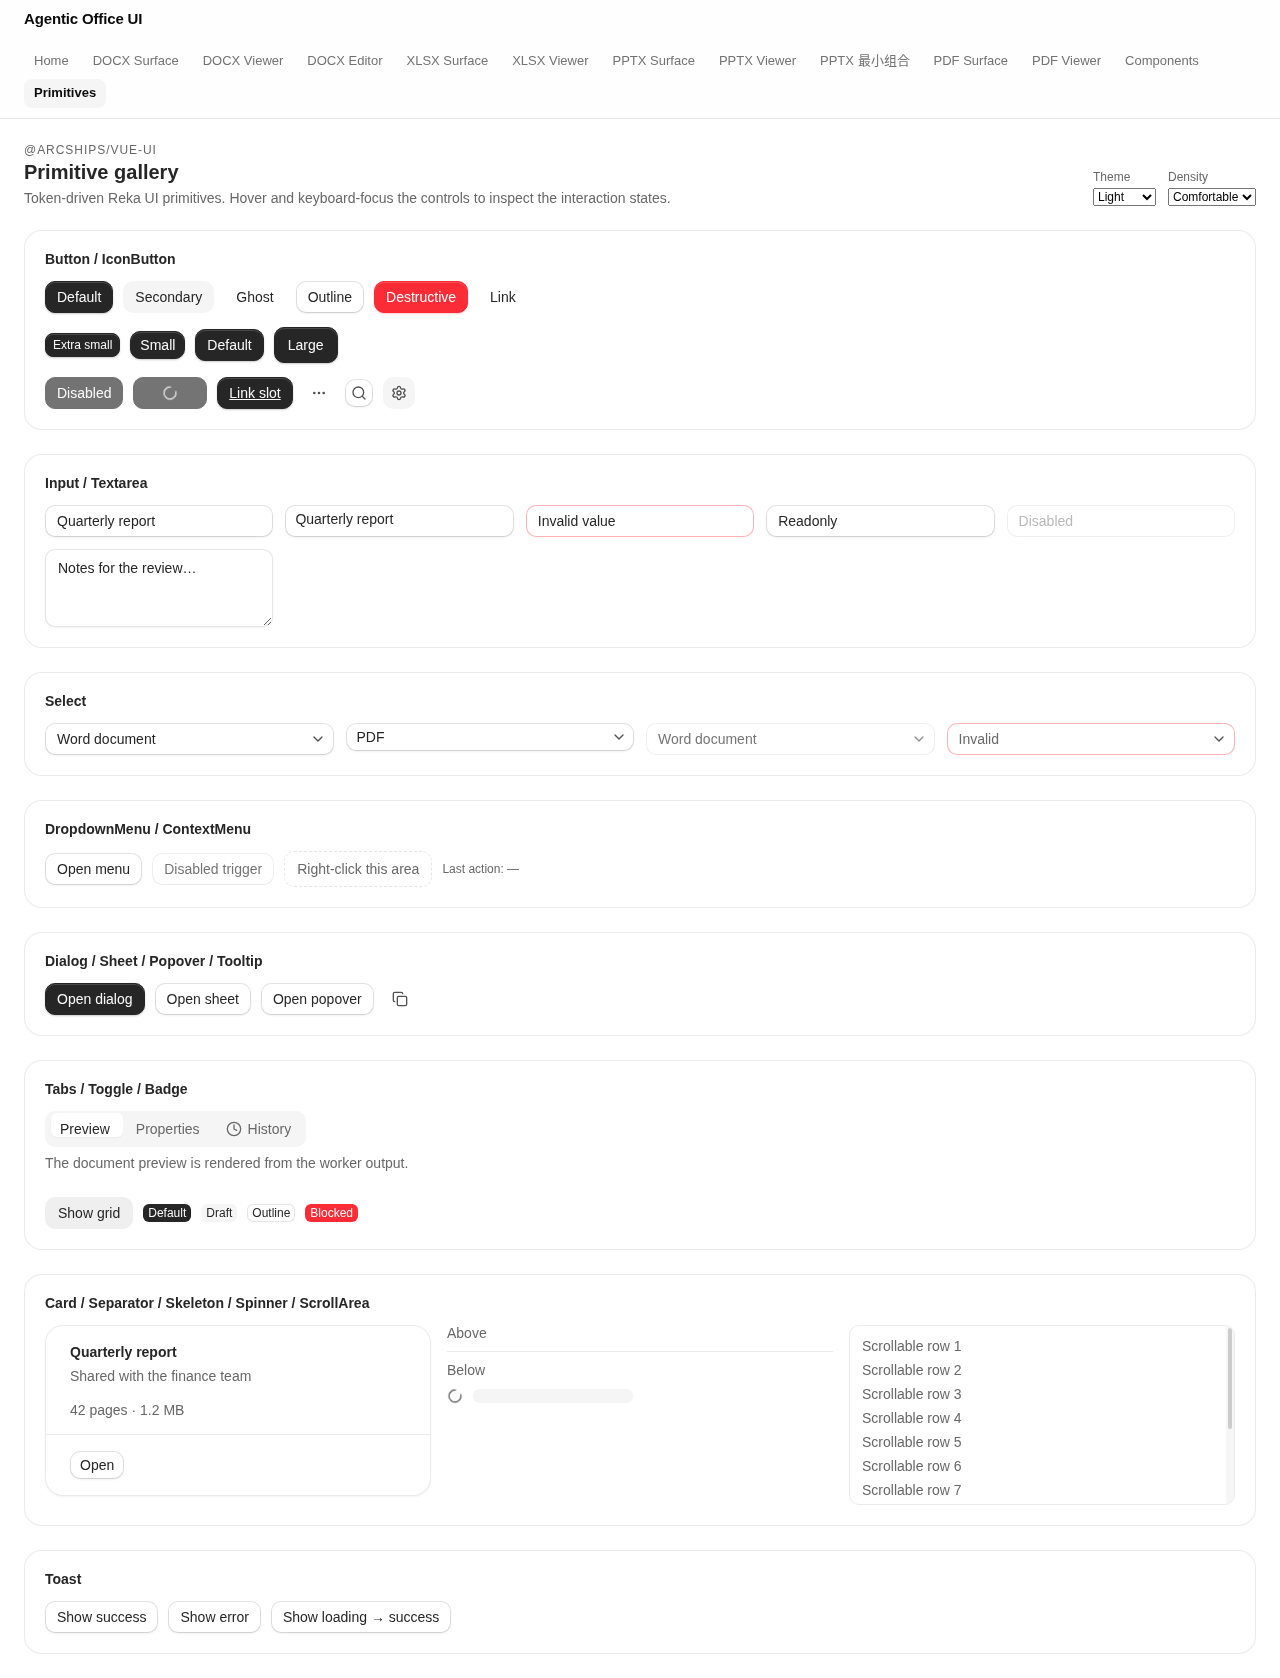 Agentic Office UI
Home DOCX Surface DOCX Viewer DOCX Editor XLSX Surface XLSX Viewer PPTX Surface PPTX Viewer PPTX 最小组合 PDF Surface PDF Viewer Components
Primitives
@ARCSHIPS/VUE-UI
Primitive gallery
Token-driven Reka UI primitives. Hover and keyboard-focus the controls to inspect the interaction states.
Theme Density
Light Comfortable
Button / IconButton
Default Secondary Ghost Outline Destructive Link
Extra small Small Default Large
Disabled Link slot
Input / Textarea
Quarterly report Quarterly report Invalid value Readonly Disabled
Notes for the review…
Select
Word document PDF Word document Invalid
DropdownMenu / ContextMenu
Open menu Disabled trigger Right-click this area Last action: —
Dialog / Sheet / Popover / Tooltip
Open dialog Open sheet Open popover
Tabs / Toggle / Badge
Preview Properties History
The document preview is rendered from the worker output.
Show grid Default Draft Outline Blocked
Card / Separator / Skeleton / Spinner / ScrollArea
Quarterly report
Shared with the finance team
42 pages · 1.2 MB
Open
Above
Below
Scrollable row 1
Scrollable row 2
Scrollable row 3
Scrollable row 4
Scrollable row 5
Scrollable row 6
Scrollable row 7
Toast
Show success Show error Show loading → success